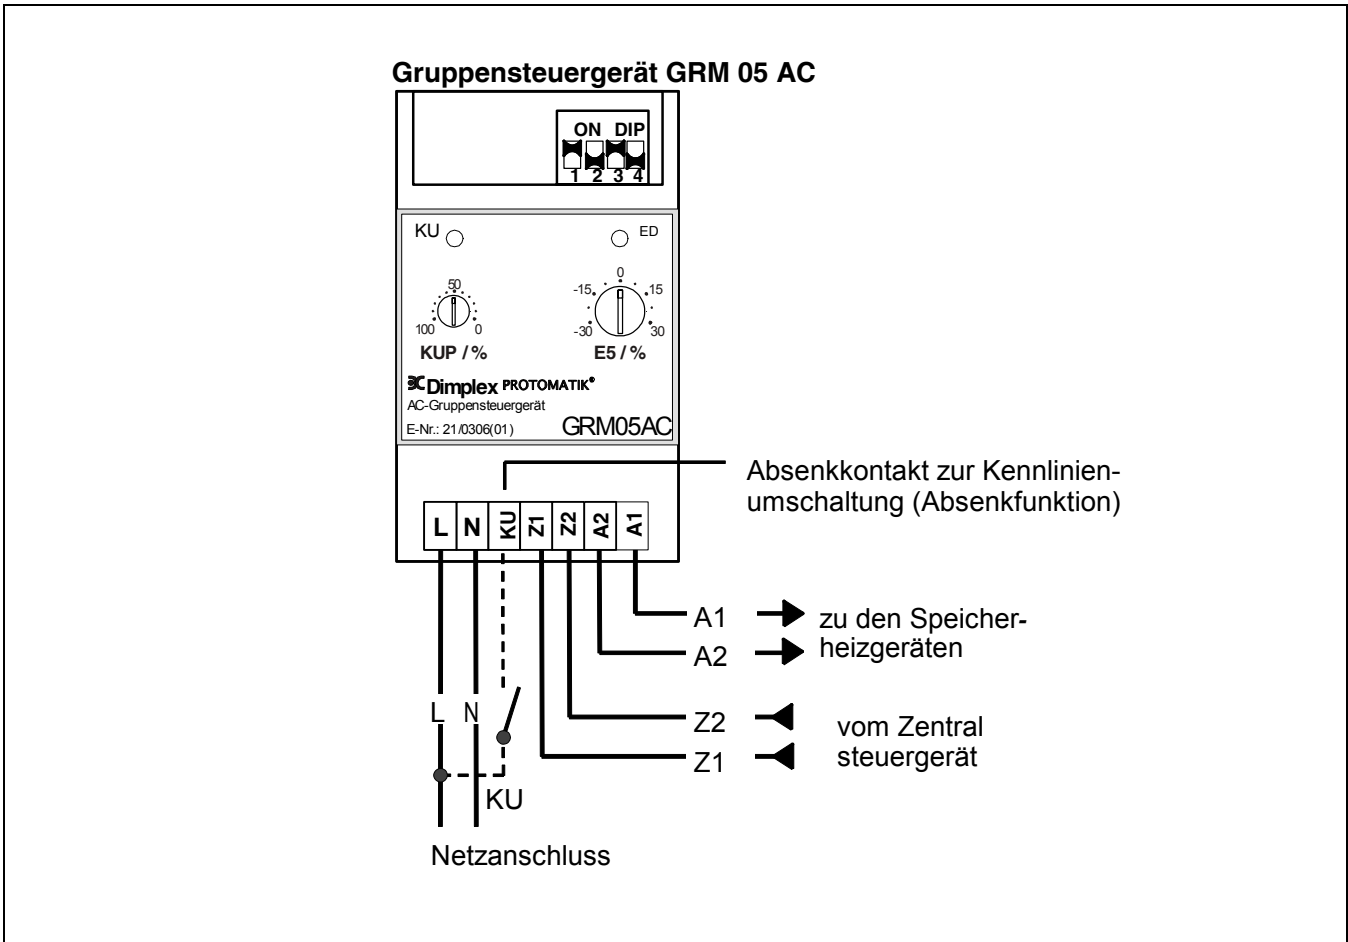 Gruppensteuergerät GRM 05 AC
ON DIP
1 2 3 4
KU
ED
50
100 0
KUP / %
0
-15 15
-30 30
E5 / %
Dimplex PROTOMATIK®
AC-Gruppensteuergerät
E-Nr.: 21/0306(01)
GRM05AC
Absenkkontakt zur Kennlinien-
umschaltung (Absenkfunktion)
L N KU Z1 Z2 A2 A1
A1
zu den Speicher-
A2
heizgeräten
L N
Z2
vom Zentral
Z1
steuergerät
KU
Netzanschluss